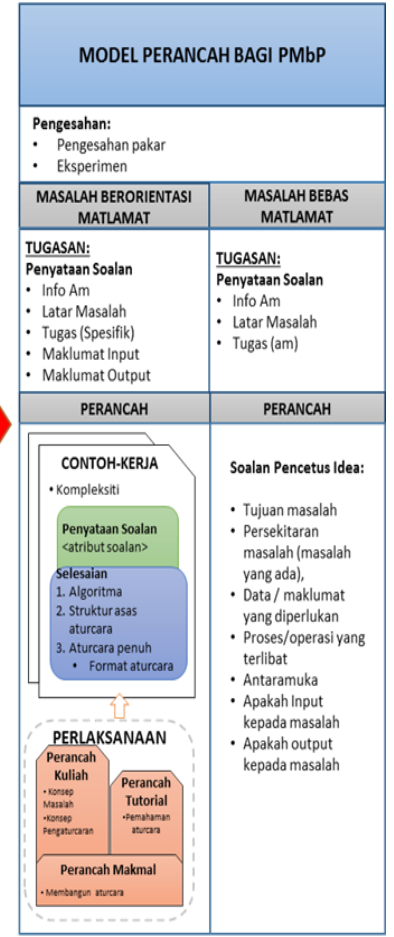 MODEL PERANCAH BAGI PMbP
Pengesahan:
• Pengesahan pakar
• Eksperimen
MASALAH BERORIENTASI
MATLAMAT
TUGASAN:
Penyataan Soalan
• Info Am
• Latar Masalah
• Tugas (Spesifik)
• Maklumat Input
• Maklumat Output
MASALAH BEBAS
MATLAMAT
TUGASAN:
Penyataan Soalan
• Info Am
• Latar Masalah
• Tugas (am)
PERANCAH
CONTOH-KERJA
• Kompleksiti
Penyataan Soalan
<atribut soalan>
Selesaian
1. Algoritma
2. Struktur asas
aturcara
3. Aturcara penuh
• Format aturcara
PERLAKSANAAN
Perancah
Kuliah
• Konsep
Masalah
•Konsep
Pengaturcaran
Perancah
Tutorial
•Pemahaman
aturcara
Perancah Makmal
• Membangun aturcara
PERANCAH
Soalan Pencetus Idea:
• Tujuan masalah
• Persekitaran
masalah (masalah
yang ada),
• Data / maklumat
yang diperlukan
• Proses/operasi yang
terlibat
• Antaramuka
• Apakah Input
kepada masalah
• Apakah output
kepada masalah